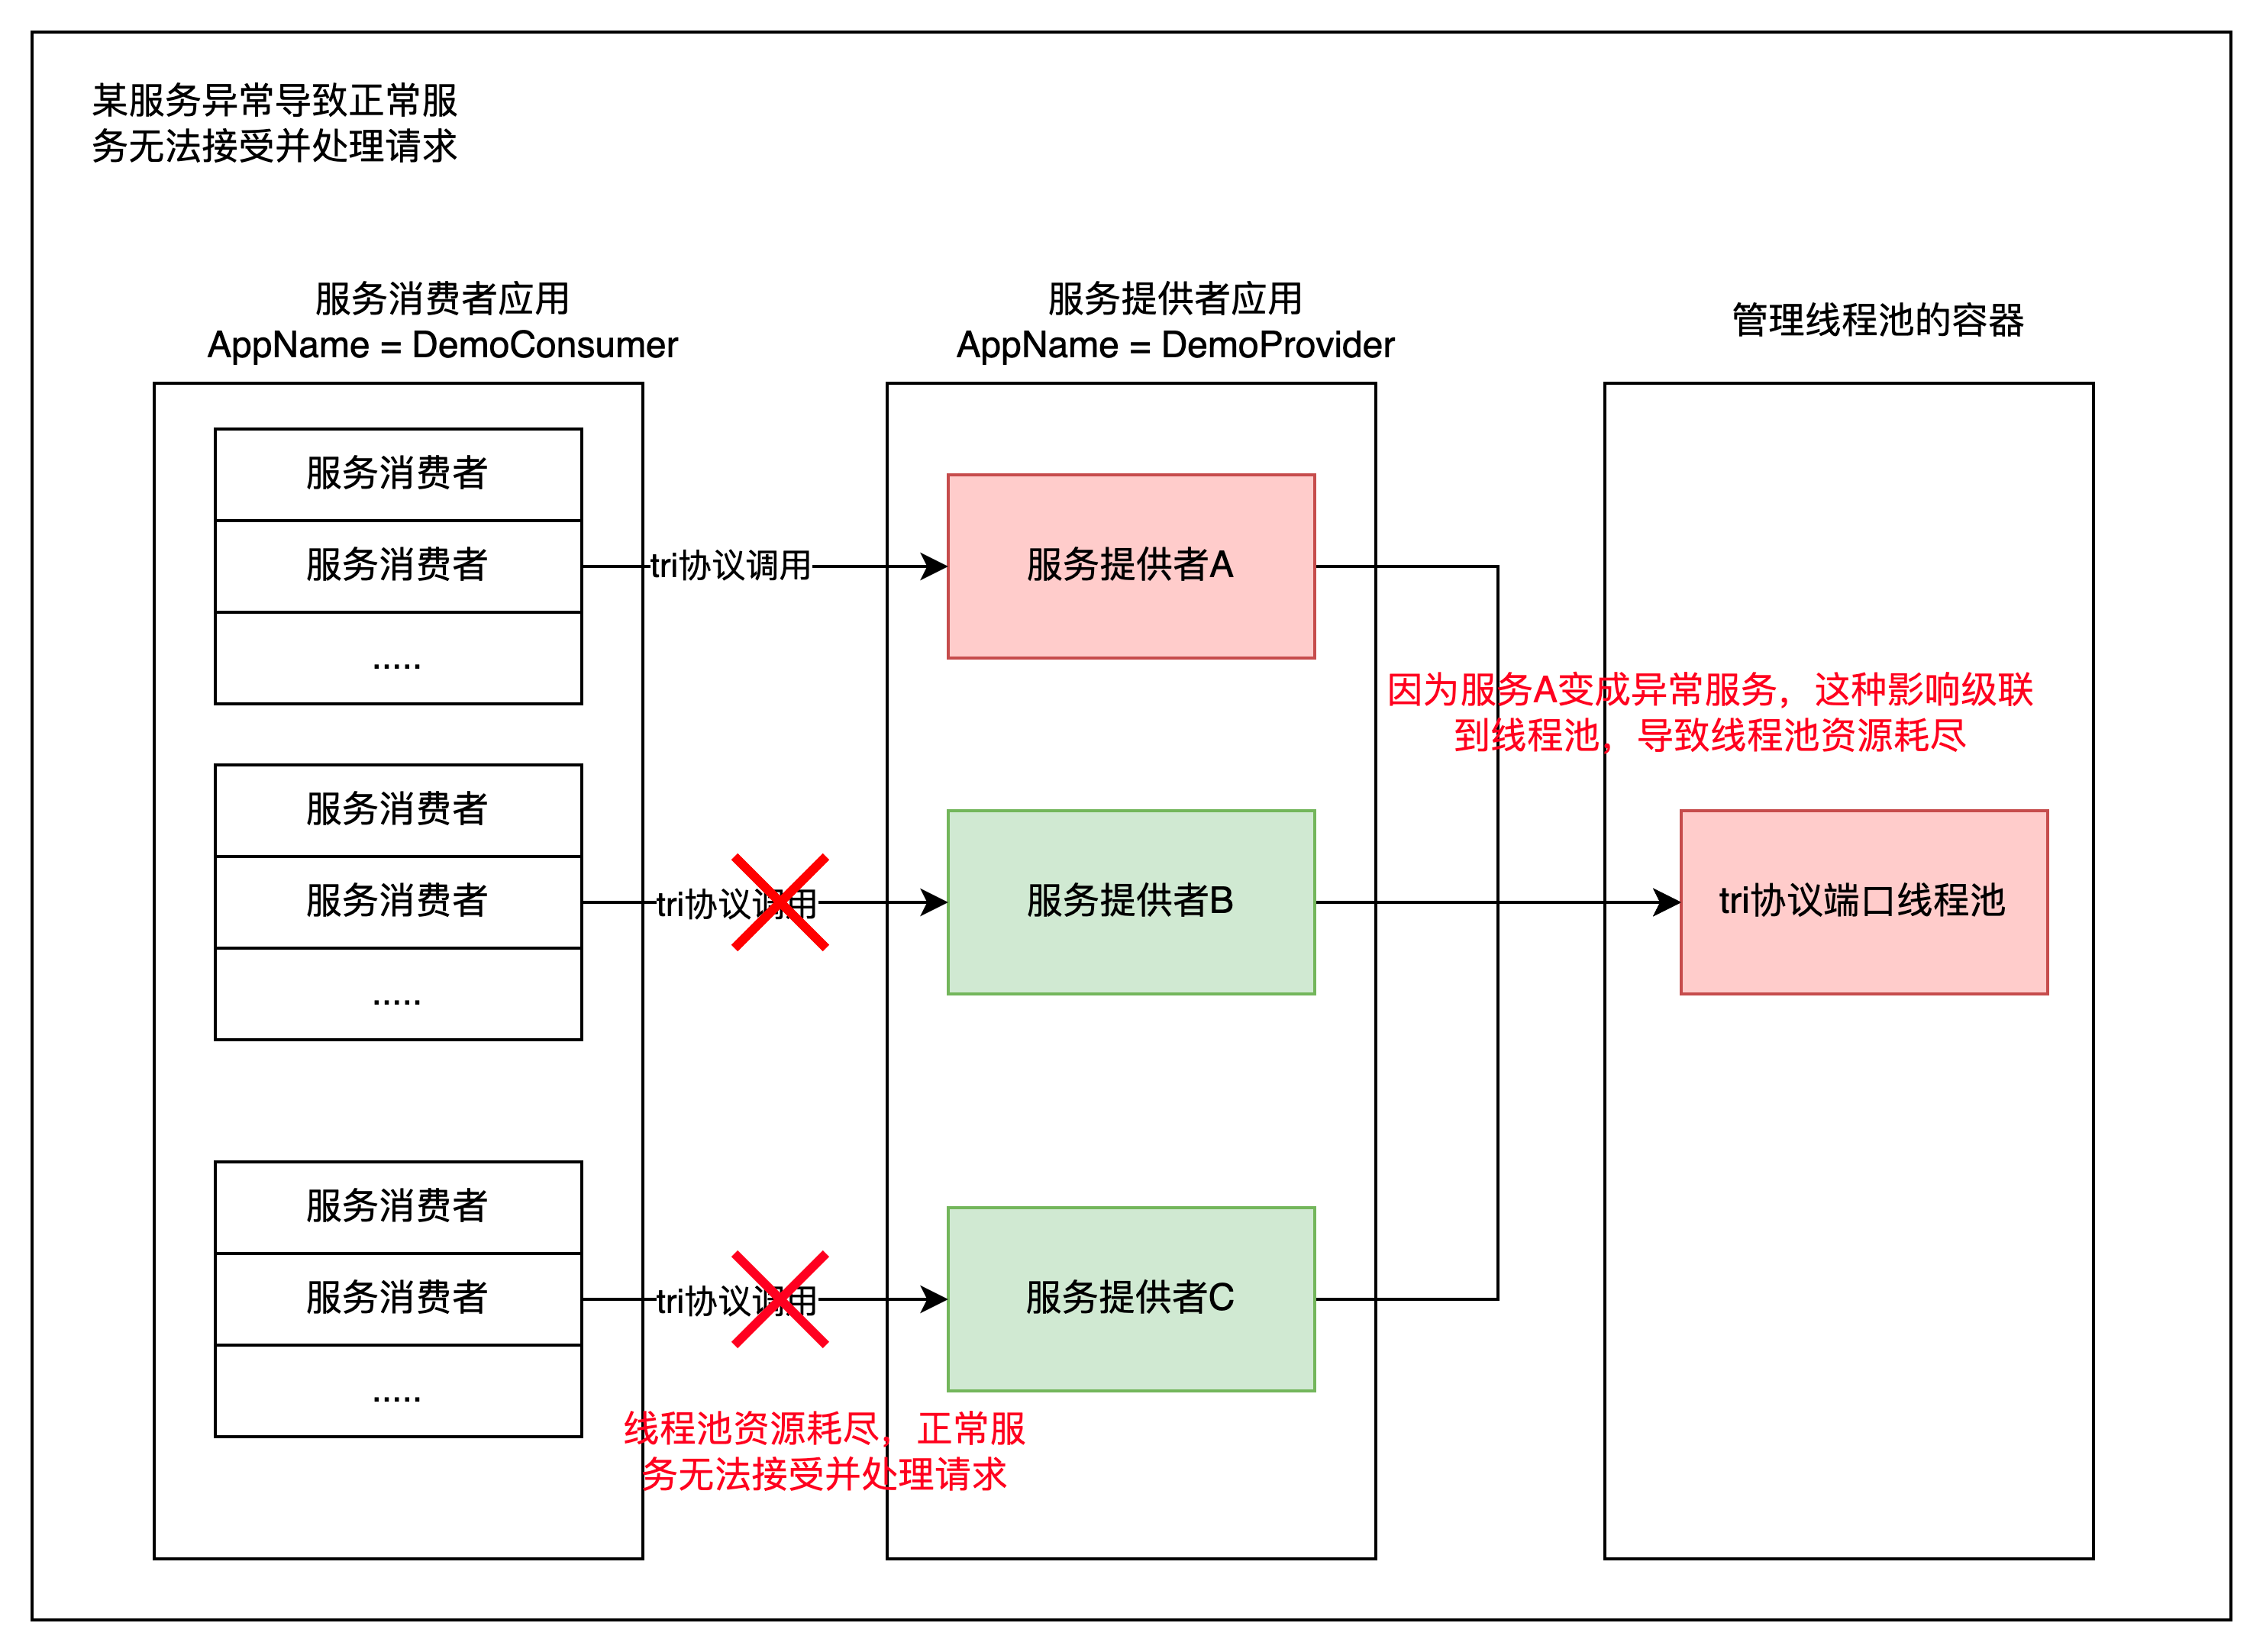 某服务异常导致正常服
务无法接受并处理请求
服务消费者应用
AppName = DemoConsumer
服务提供者应用
AppName = DemoProvider
管理线程池的容器
服务消费者
服务消费者
.....
tri协议调用
服务提供者A
因为服务A变成异常服务，这种影响级联
到线程池，导致线程池资源耗尽
服务消费者
服务消费者
.....
tri协议调用
服务提供者B
tri协议端口线程池
服务消费者
服务消费者
.....
tri协议调用
服务提供者C
线程池资源耗尽，正常服
务无法接受并处理请求